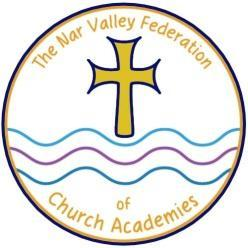 The Nar Valley Federation
of
Church Academies